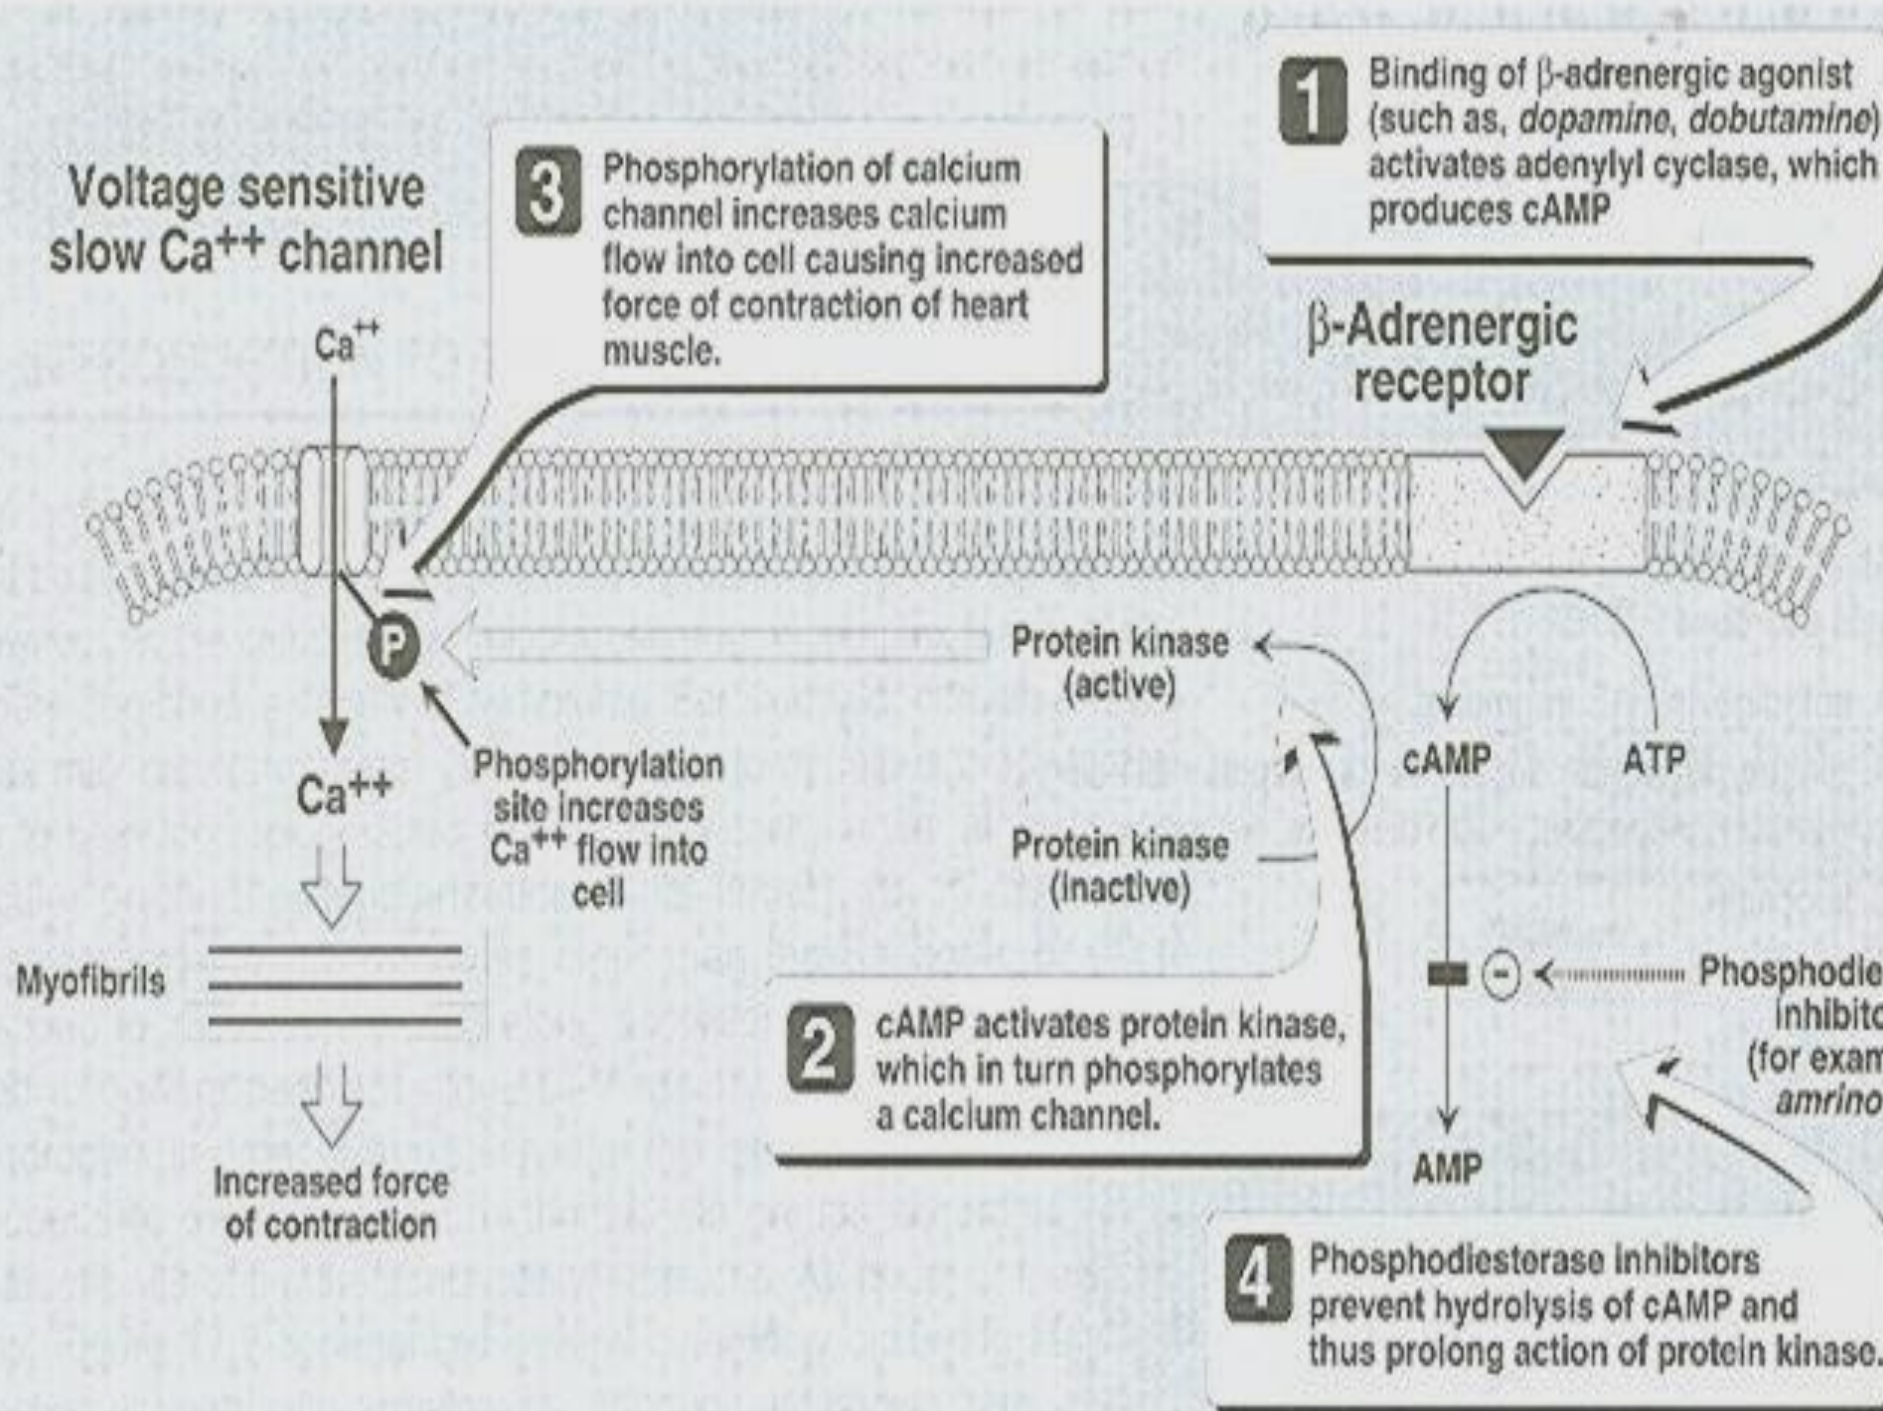 1
Binding of β-adrenergic agonist
(such as, dopamine, dobutamine)
activates adenylyl cyclase, which
produces cAMP
3
Phosphorylation of calcium
channel increases calcium
flow into cell causing increased
force of contraction of heart
muscle.
Voltage sensitive
slow Ca++ channel
Ca++
β-Adrenergic
receptor
P
Protein kinase
(active)
cAMP
ATP
Ca++
Phosphorylation
site increases
Ca++ flow into
cell
Protein kinase
(inactive)
Myofibrils
-
Phosphodie
inhibito
(for exam
amrino
2
cAMP activates protein kinase,
which in turn phosphorylates
a calcium channel.
AMP
Increased force
of contraction
4
Phosphodiesterase inhibitors
prevent hydrolysis of cAMP and
thus prolong action of protein kinase.